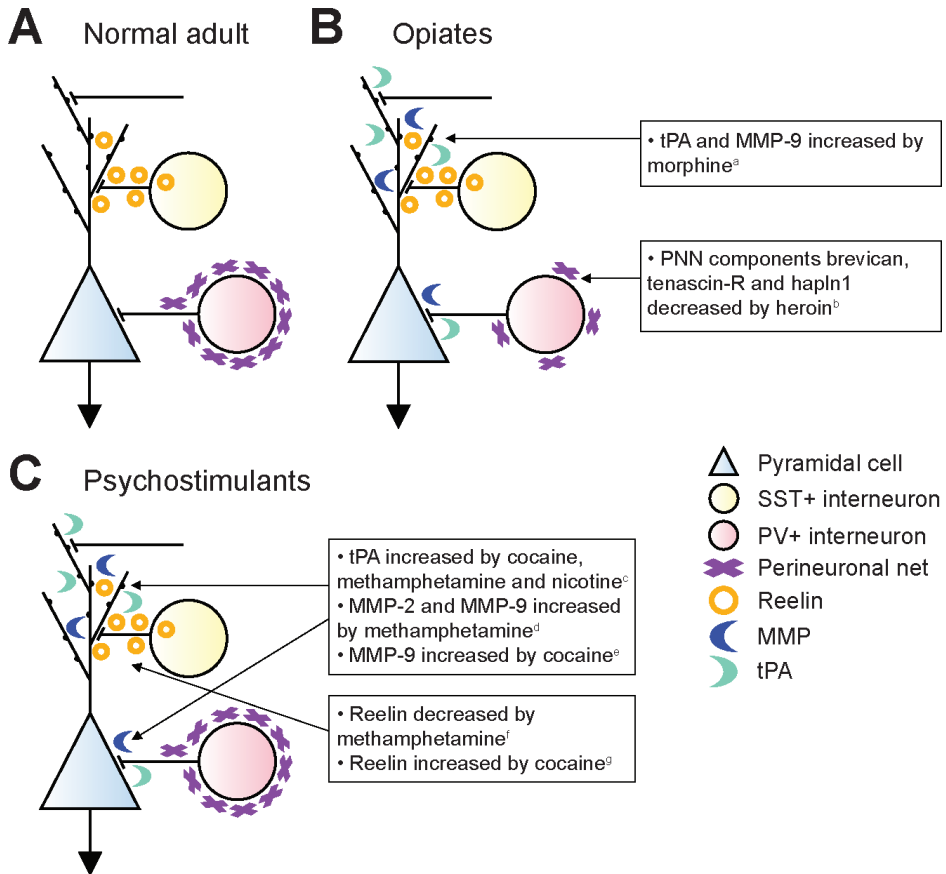 A Normal adult
B Opiates
• tPA and MMP-9 increased by
morphineᵃ
• PNN components brevican,
tenascin-R and hapln1
decreased by heroinᵇ
C Psychostimulants
• tPA increased by cocaine,
methamphetamine and nicotineᶜ
• MMP-2 and MMP-9 increased
by methamphetamineᵈ
• MMP-9 increased by cocaineᵉ
• Reelin decreased by
methamphetamineᶠ
• Reelin increased by cocaineᵍ
Pyramidal cell
SST+ interneuron
PV+ interneuron
Perineuronal net
Reelin
MMP
tPA